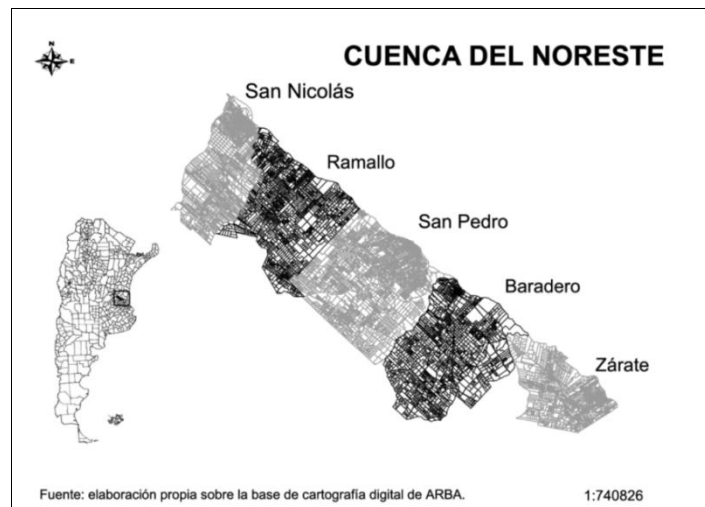 N
E
CUENCA DEL NORESTE
San Nicolás
Ramallo
San Pedro
Baradero
Zárate
Fuente: elaboración propia sobre la base de cartografía digital de ARBA.
1:740826